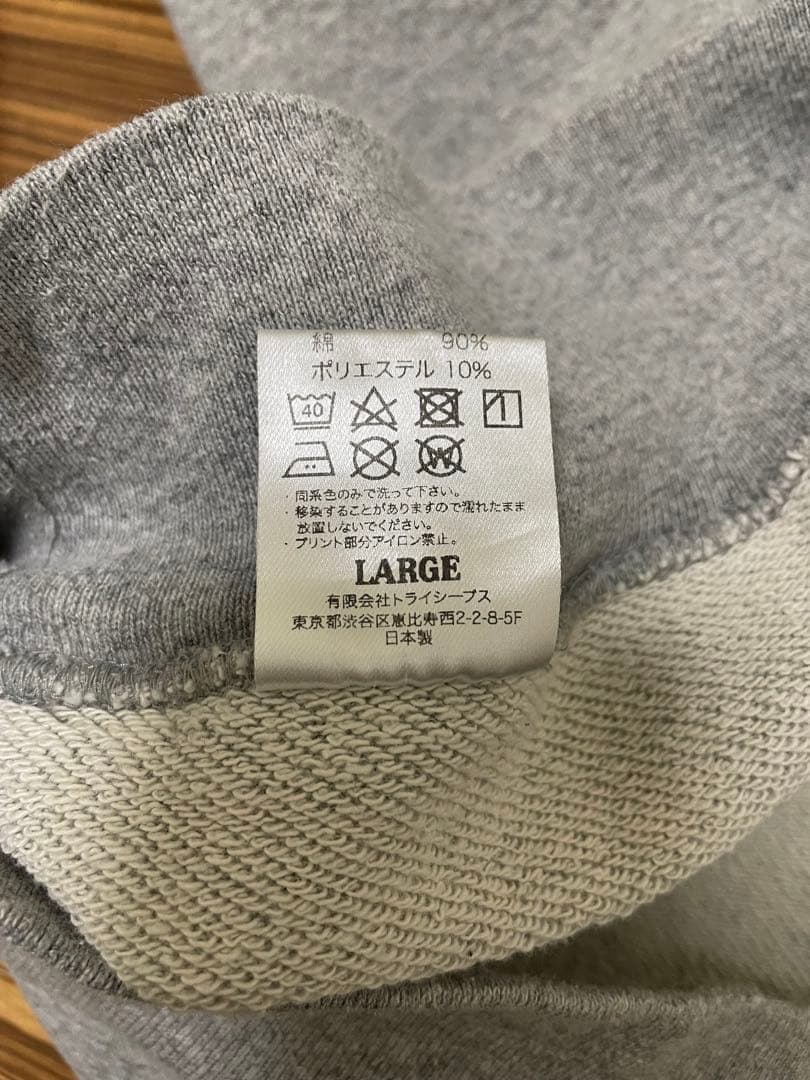 綿 90%
ポリエステル 10%
40
W
・同系色のみで洗って下さい。
・移染することがありますので濡れたまま
放置しないでください。
・プリント部分アイロン禁止。
LARGE
有限会社トライシープス
東京都渋谷区恵比寿西2-2-8-5F
日本製